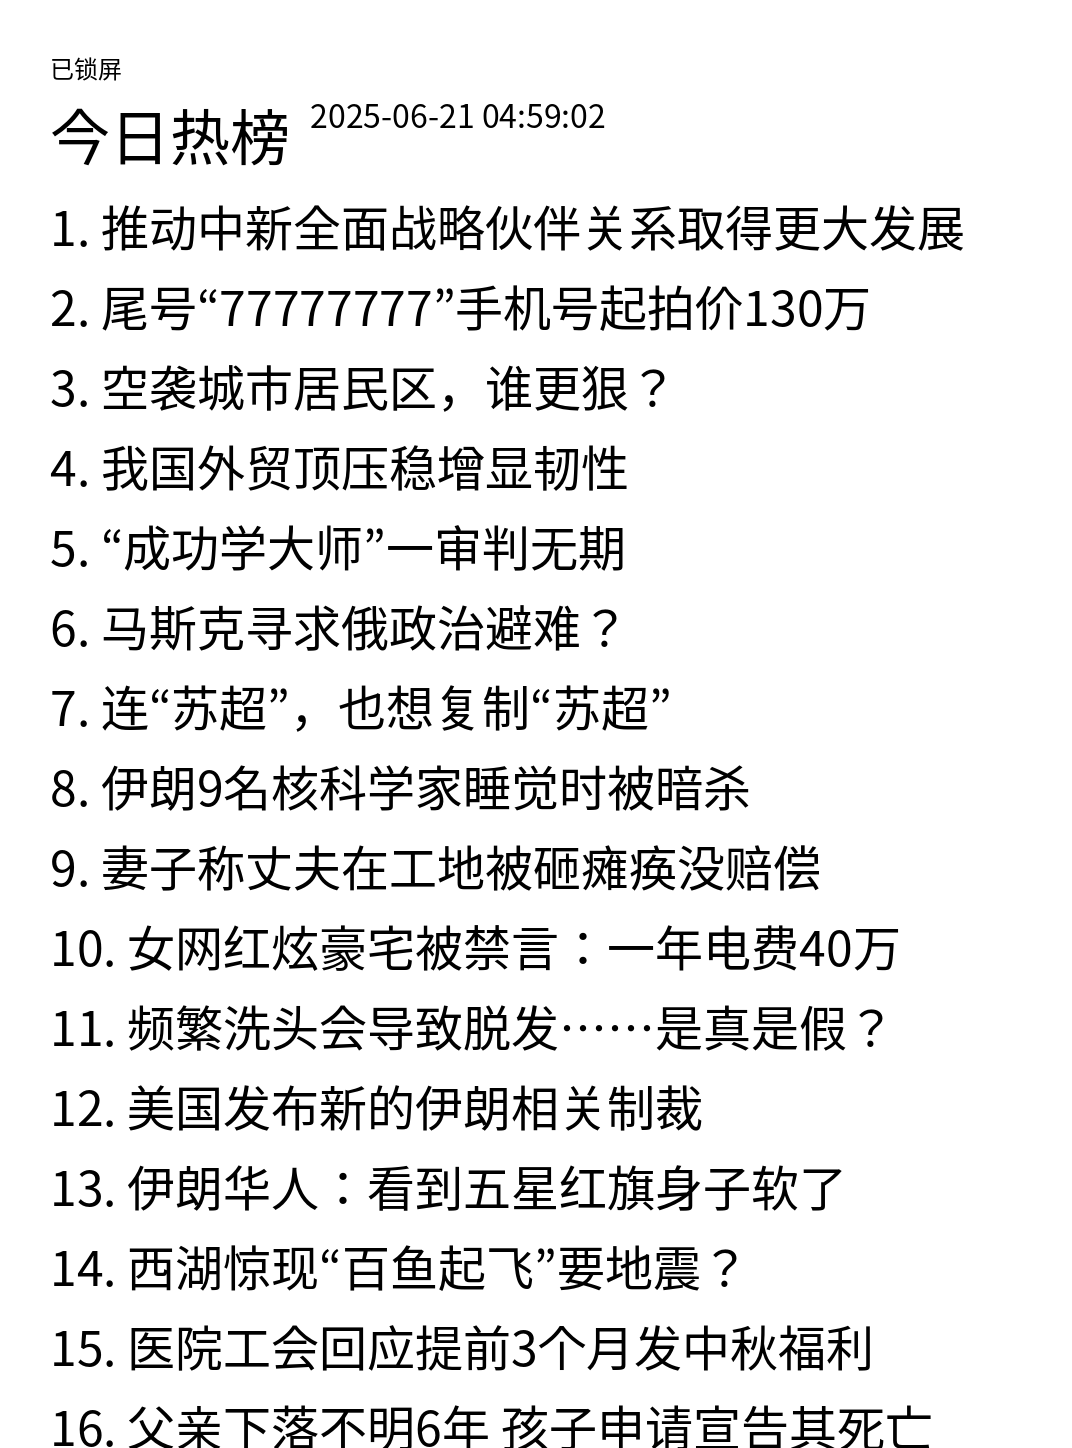 已锁屏
今日热榜 2025-06-21 04:59:02
1. 推动中新全面战略伙伴关系取得更大发展
2. 尾号“77777777”手机号起拍价130万
3. 空袭城市居民区，谁更狠？
4. 我国外贸顶压稳增显韧性
5. “成功学大师”一审判无期
6. 马斯克寻求俄政治避难？
7. 连“苏超”，也想复制“苏超”
8. 伊朗9名核科学家睡觉时被暗杀
9. 妻子称丈夫在工地被砸瘫痪没赔偿
10. 女网红炫豪宅被禁言：一年电费40万
11. 频繁洗头会导致脱发……是真是假？
12. 美国发布新的伊朗相关制裁
13. 伊朗华人：看到五星红旗身子软了
14. 西湖惊现“百鱼起飞”要地震？
15. 医院工会回应提前3个月发中秋福利
16. 父亲下落不明6年 孩子申请宣告其死亡